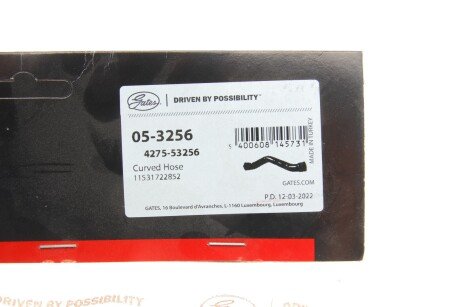 Gates DRIVEN BY POSSIBILITY™
05-3256
4275-53256
Curved Hose
11531722852
5 400608 145731
MADE IN TURKEY
GATES.COM
P.D. 12-03-2022
GATES, 16 Boulevard d'Avranches, L-1160 Luxembourg, Luxembourg
DRIVEN BY POSSIBILITY
Gates